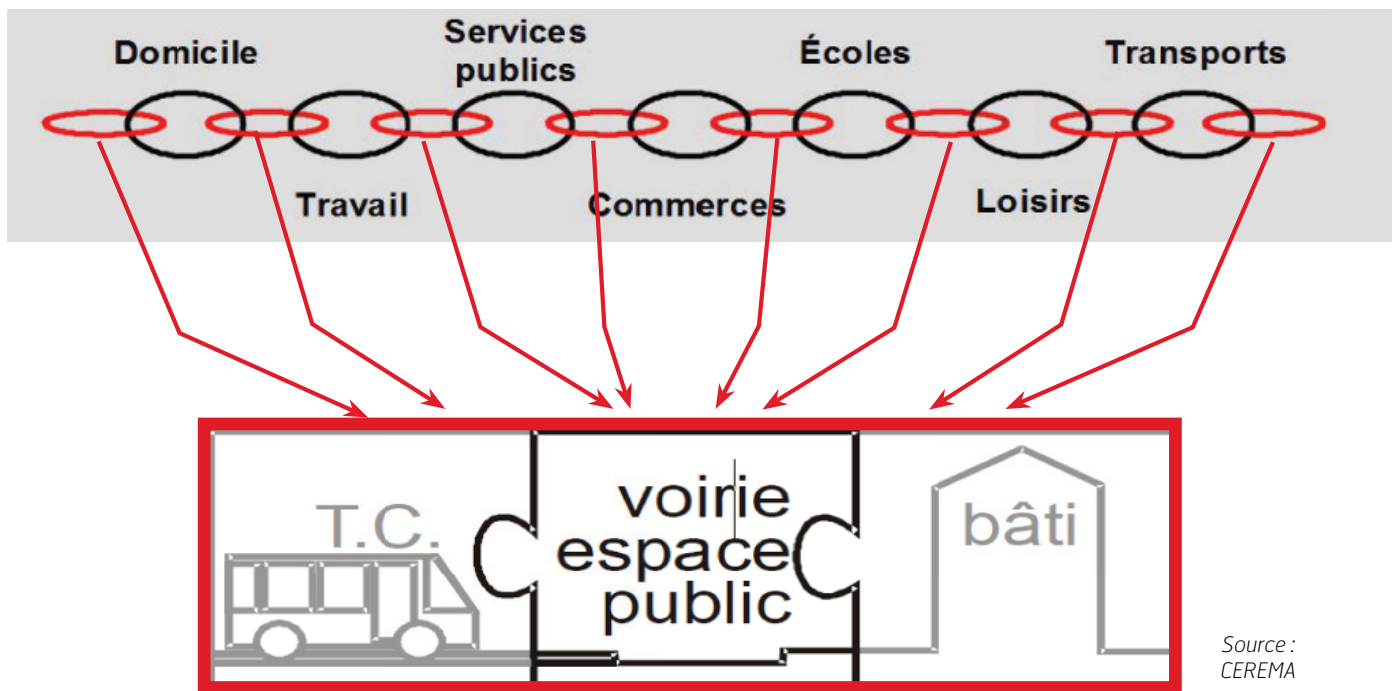 Domicile
Services
publics
Écoles
Transports
Travail
Commerces
Loisirs
T.C.
voirie
espace
public
bâti
Source :
CEREMA